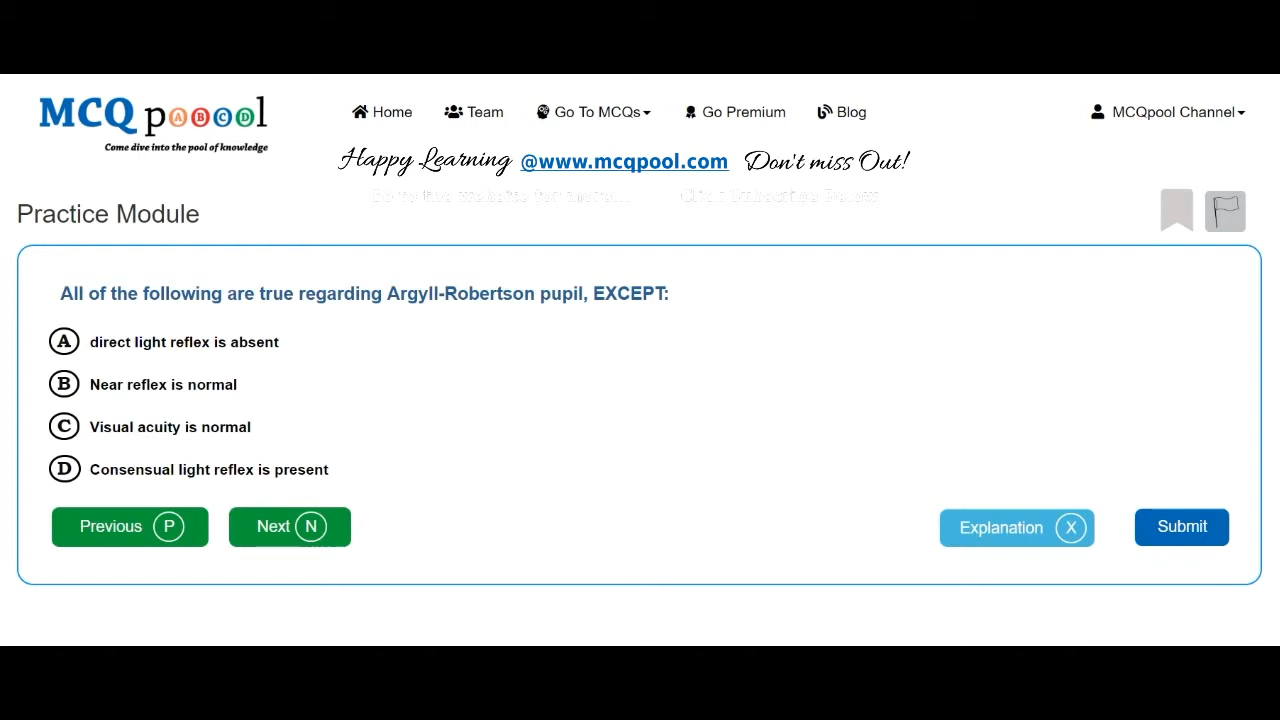 MCQ pooool
Come dive into the pool of knowledge
Home Team Go To MCQs Go Premium Blog MCQpool Channel
Happy Learning @www.mcqpool.com Don't miss Out!
Practice Module
All of the following are true regarding Argyll-Robertson pupil, EXCEPT:
A direct light reflex is absent
B Near reflex is normal
C Visual acuity is normal
D Consensual light reflex is present
Previous P Next N Explanation X Submit